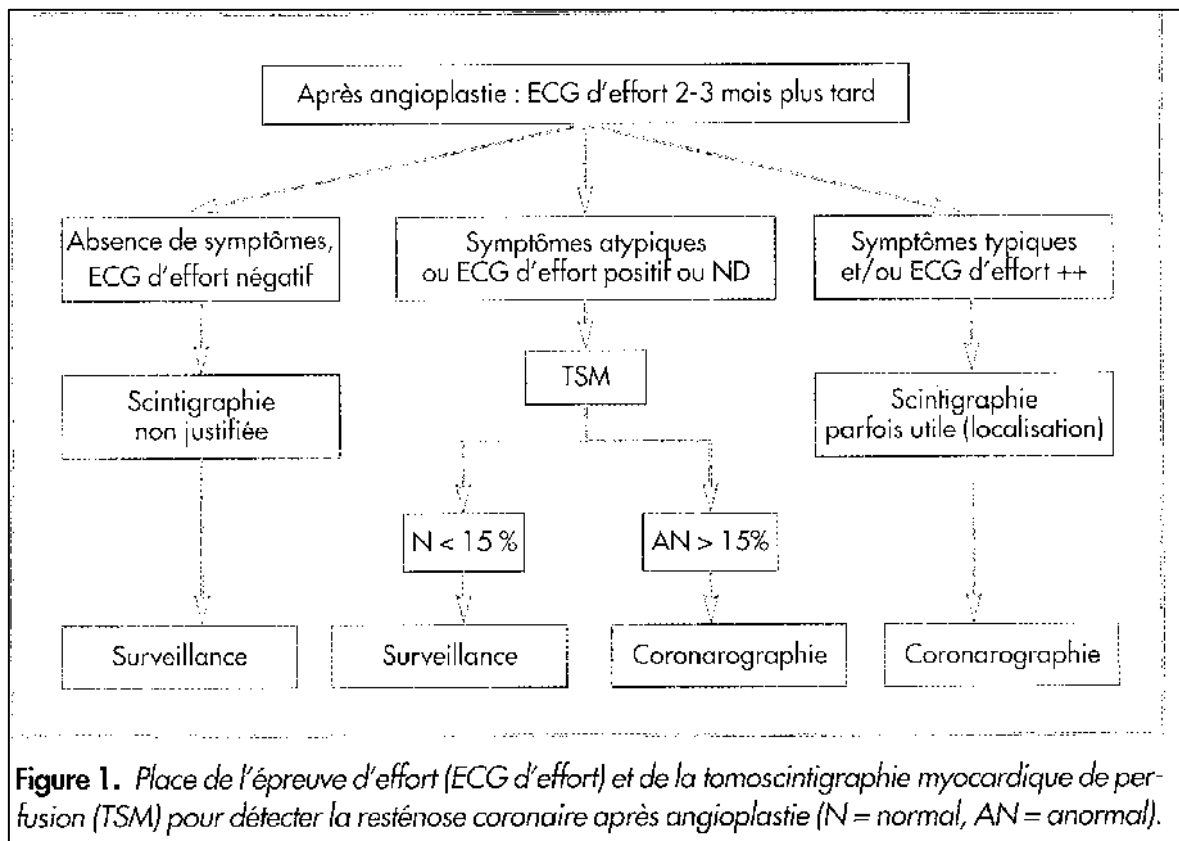 Après angioplastie : ECG d'effort 2-3 mois plus tard
Absence de symptômes,
ECG d'effort négatif
Symptômes atypiques
ou ECG d'effort positif ou ND
Symptômes typiques
et/ou ECG d'effort ++
Scintigraphie
non justifiée
TSM
Scintigraphie
parfois utile (localisation)
N < 15 %
AN > 15%
Surveillance
Surveillance
Coronarographie
Coronarographie
Figure 1. Place de l'épreuve d'effort (ECG d'effort) et de la tomoscintigraphie myocardique de per-
fusion (TSM) pour détecter la resténose coronaire après angioplastie (N = normal, AN = anormal).